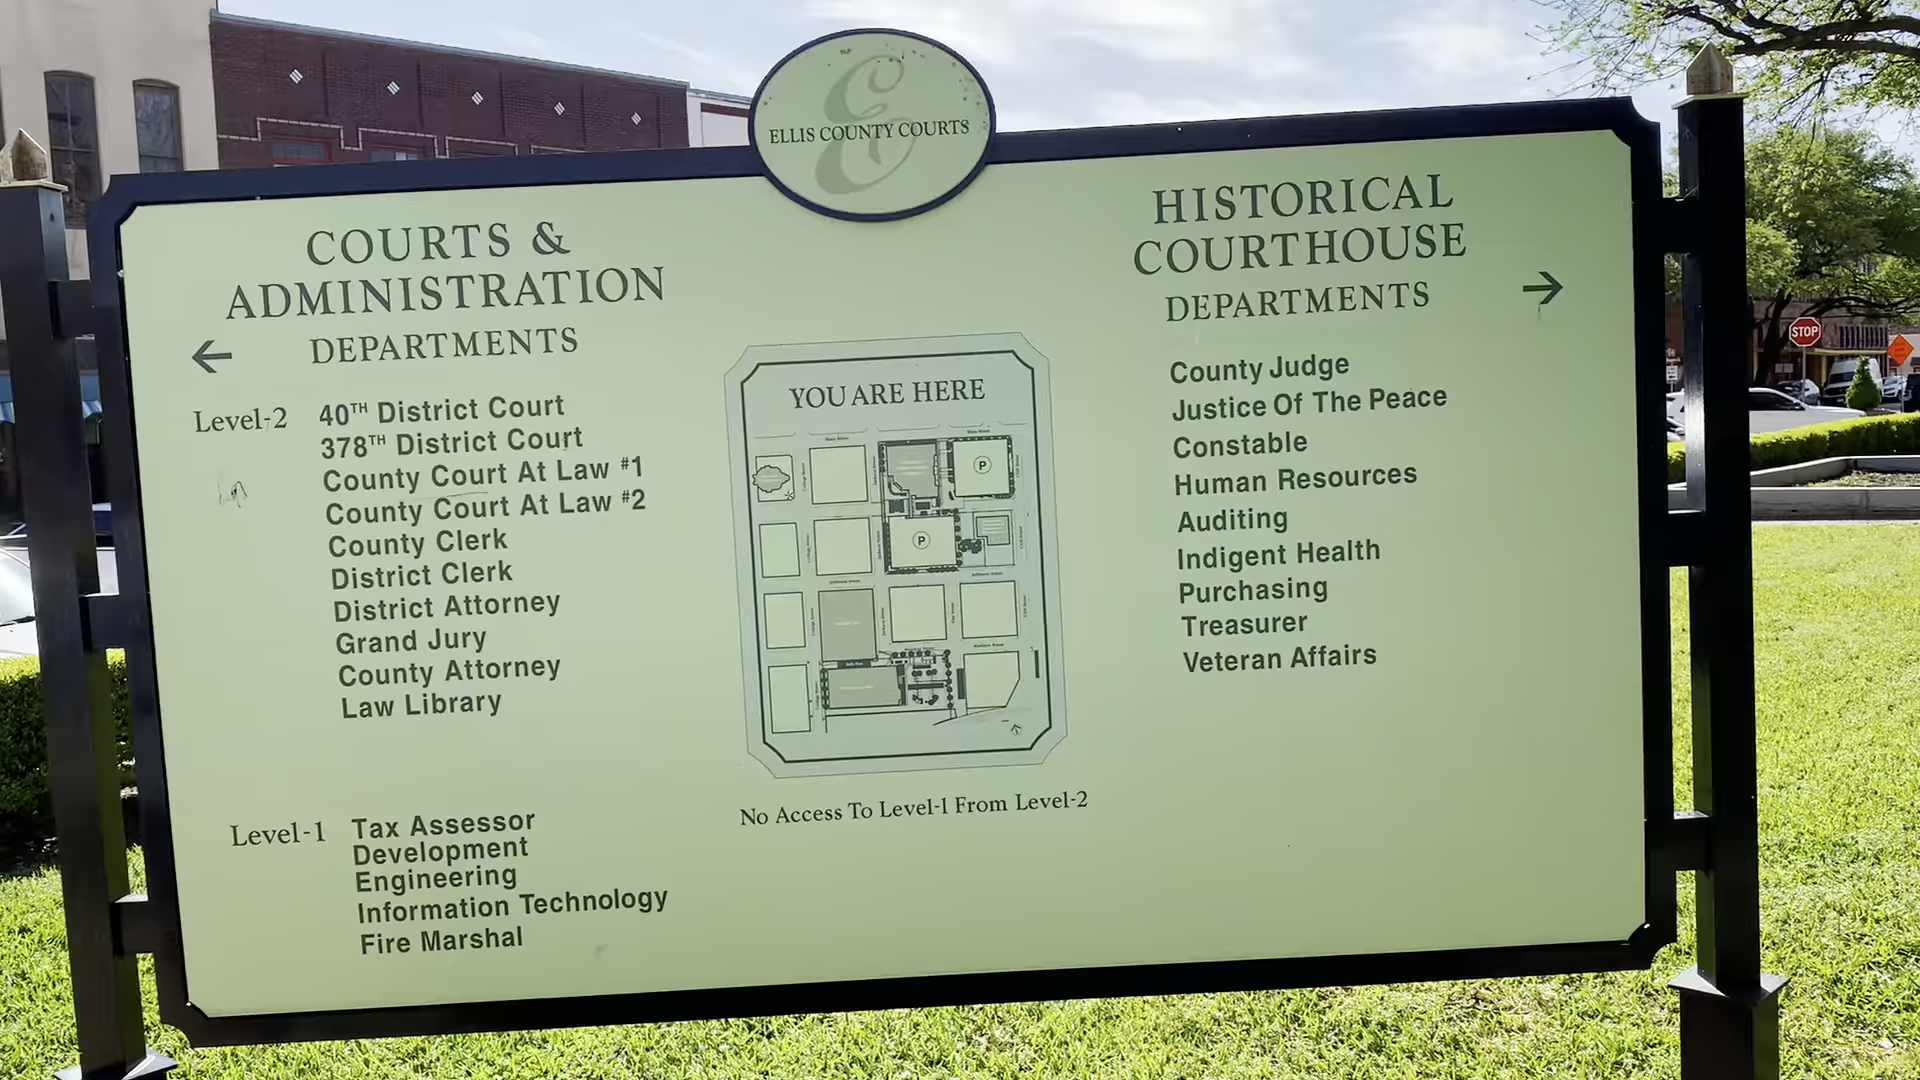 ELLIS COUNTY COURTS
COURTS &
ADMINISTRATION
DEPARTMENTS
←
Level-2
40TH District Court
378TH District Court
County Court At Law #1
County Court At Law #2
County Clerk
District Clerk
District Attorney
Grand Jury
County Attorney
Law Library
Level-1
Tax Assessor
Development
Engineering
Information Technology
Fire Marshal
YOU ARE HERE
P
P
No Access To Level-1 From Level-2
HISTORICAL
COURTHOUSE
DEPARTMENTS
→
County Judge
Justice Of The Peace
Constable
Human Resources
Auditing
Indigent Health
Purchasing
Treasurer
Veteran Affairs
STOP